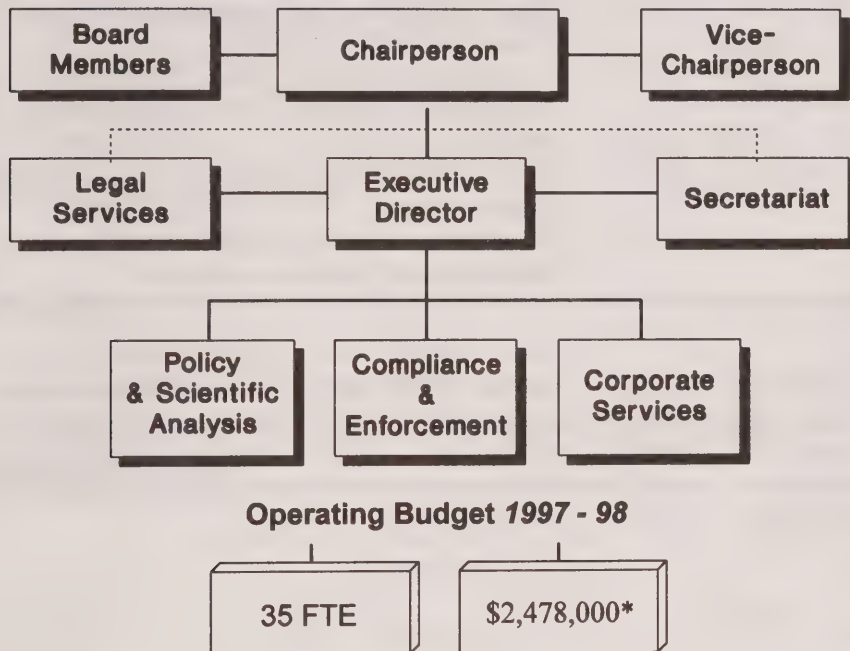 Board
Members
Chairperson
Vice-
Chairperson
Legal
Services
Executive
Director
Secretariat
Policy
& Scientific
Analysis
Compliance
&
Enforcement
Corporate
Services
Operating Budget 1997 - 98
35 FTE
$2,478,000*